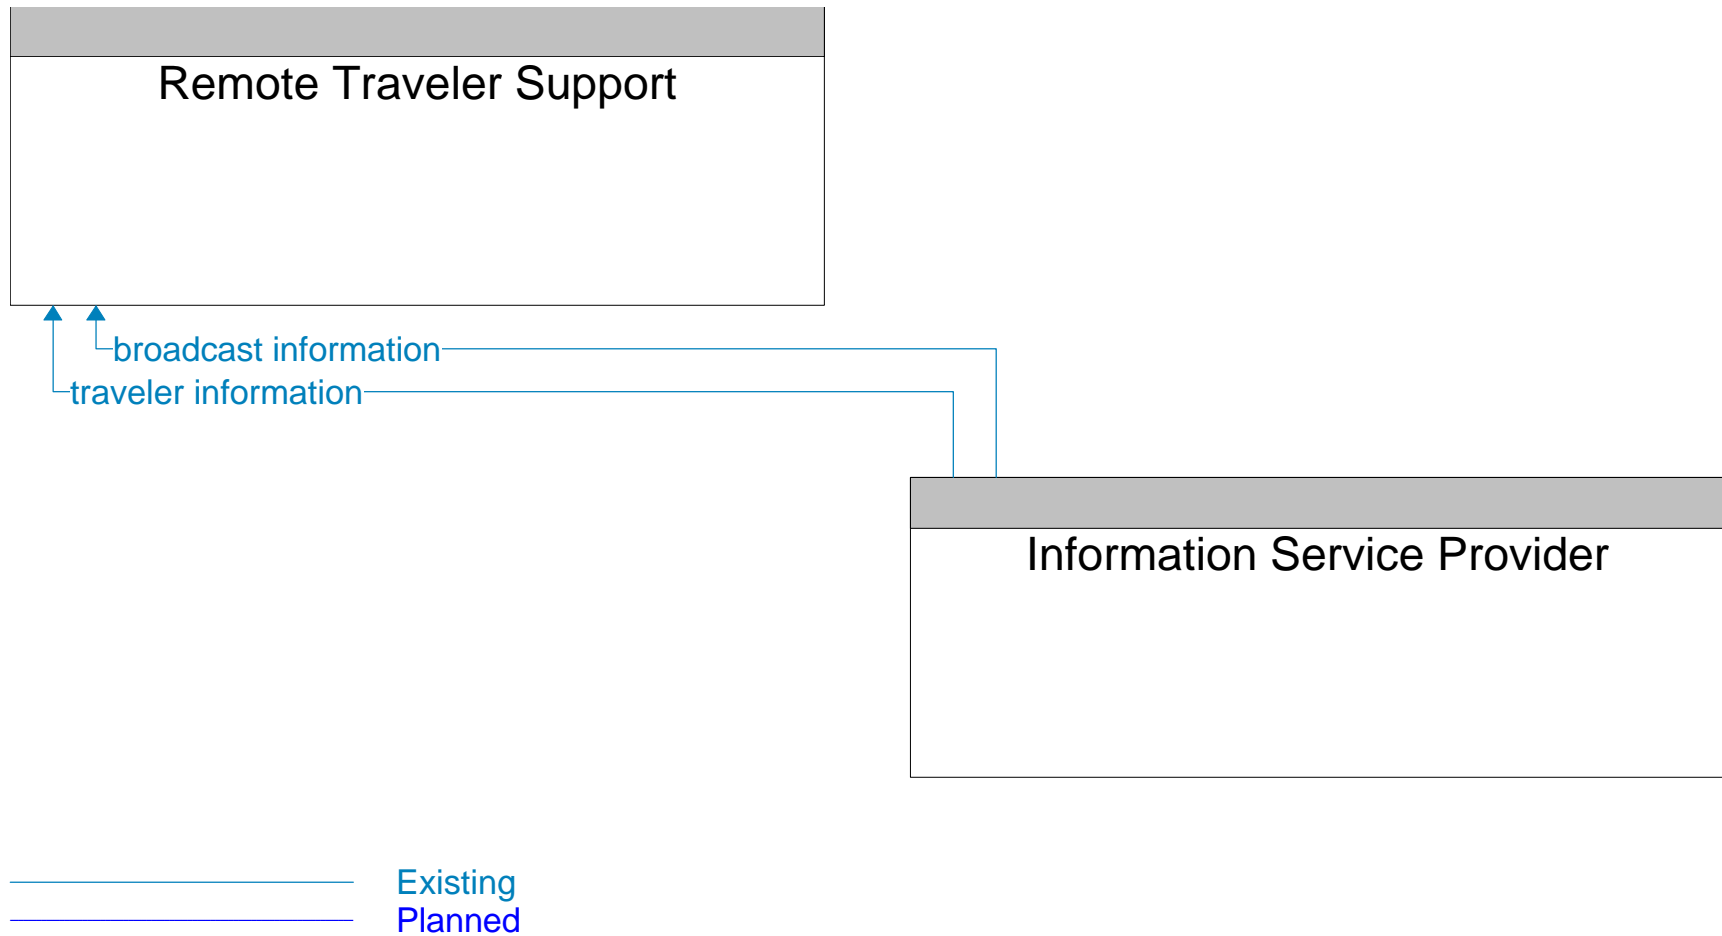 Remote Traveler Support
broadcast information
traveler information
Information Service Provider
Existing
Planned